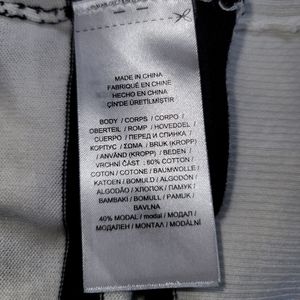 MADE IN CHINA
FABRIQUÉ EN CHINE
HECHO EN CHINA
ÇİN'DE ÜRETİLMİŞTİR
BODY / CORPS / CORPO /
OBERTEIL / ROMP / HOVEDDEL /
CUERPO / ПЕРЕД И СПИНКА /
КОРПУС / ΣΩΜΑ / BRUK (KROPP)
/ ANVÄND (KROPP) / BEDEN /
VRCHNÍ ČÁST : 60% COTTON /
COTON / COTONE / BAUMWOLLE /
KATOEN / BOMULD / ALGODÓN /
ALGODÃO / ХЛОПОК / ПАМУК /
BAMBAKI / BOMULL / PAMUK /
BAVLNA
40% MODAL / modal / МОДАЛ /
МОДАЛЕН / ΜΟΝΤΑΛ / MODÁLNÍ